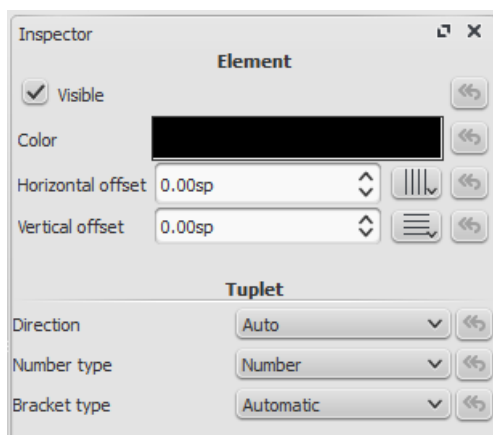 Inspector
Element
Visible
Color
Horizontal offset 0.00sp
Vertical offset 0.00sp
Tuplet
Direction Auto
Number type Number
Bracket type Automatic